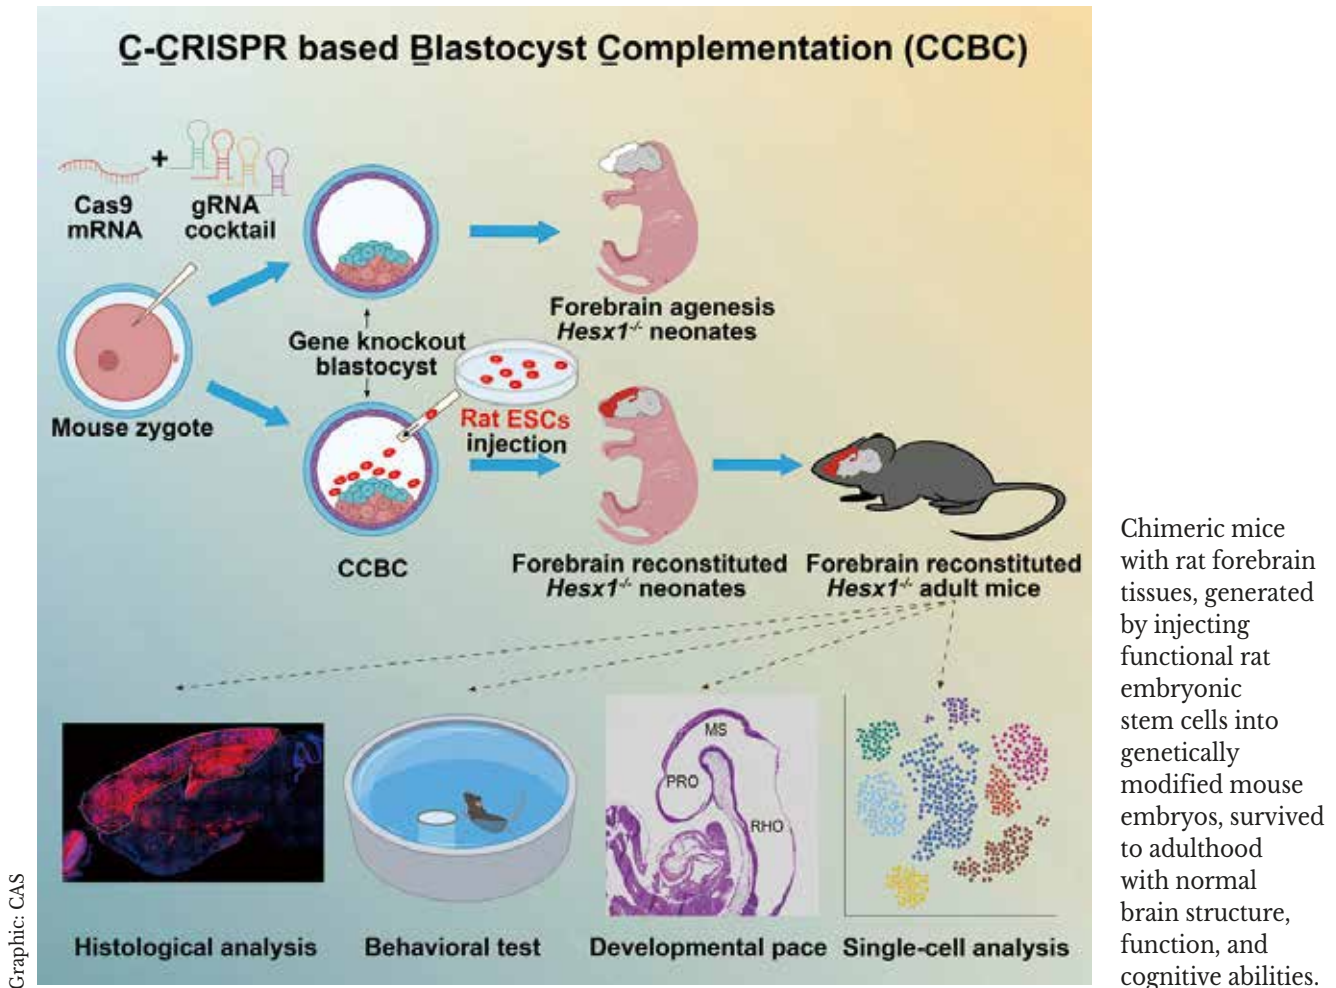 C-CRISPR based Blastocyst Complementation (CCBC)
Cas9
mRNA
+
gRNA
cocktail
Mouse zygote
Gene knockout
blastocyst
Forebrain agenesis
Hesx1-/- neonates
Rat ESCs
injection
CCBC
Forebrain reconstituted
Hesx1-/- neonates
Forebrain reconstituted
Hesx1-/- adult mice
MS
PRO
RHO
Histological analysis
Behavioral test
Developmental pace
Single-cell analysis
Graphic: CAS
Chimeric mice
with rat forebrain
tissues, generated
by injecting
functional rat
embryonic
stem cells into
genetically
modified mouse
embryos, survived
to adulthood
with normal
brain structure,
function, and
cognitive abilities.